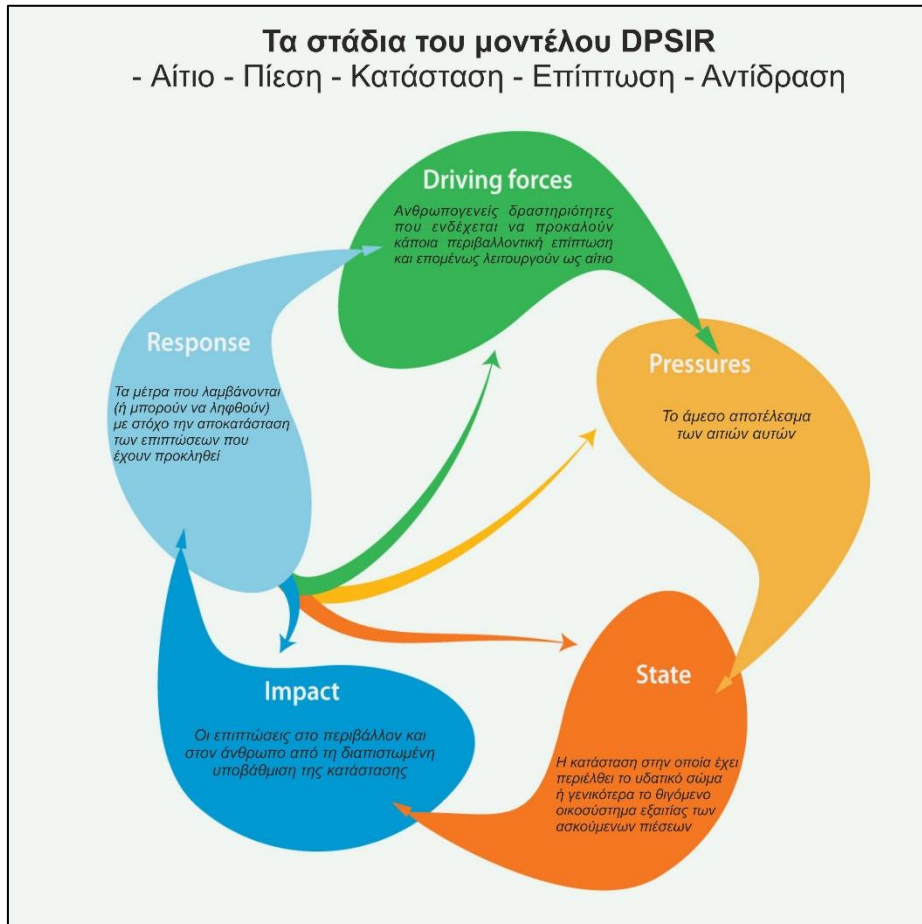 Τα στάδια του μοντέλου DPSIR
- Αίτιο - Πίεση - Κατάσταση - Επίπτωση - Αντίδραση
Driving forces
Ανθρωπογενείς δραστηριότητες
που ενδέχεται να προκαλούν
κάποια περιβαλλοντική επίπτωση
και επομένως λειτουργούν ως αίτιο
Pressures
Το άμεσο αποτέλεσμα
των αιτιών αυτών
State
Η κατάσταση στην οποία έχει
περιέλθει το υδατικό σώμα
ή γενικότερα το θιγόμενο
οικοσύστημα εξαιτίας των
ασκούμενων πιέσεων
Impact
Οι επιπτώσεις στο περιβάλλον και
στον άνθρωπο από τη διαπιστωμένη
υποβάθμιση της κατάστασης
Response
Τα μέτρα που λαμβάνονται
(ή μπορούν να ληφθούν)
με στόχο την αποκατάσταση
των επιπτώσεων που
έχουν προκληθεί